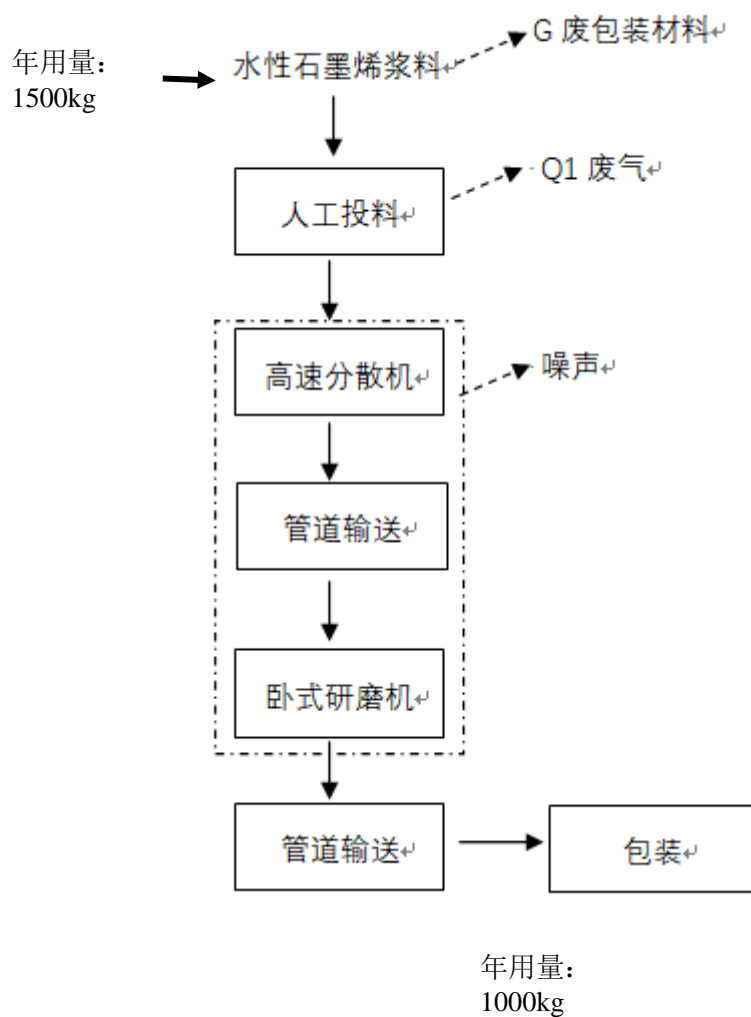 G 废包装材料↵
年用量：
1500kg
水性石墨烯浆料↵
Q1 废气↵
人工投料↵
高速分散机↵
噪声↵
管道输送↵
卧式研磨机↵
管道输送↵
包装↵
年用量：
1000kg